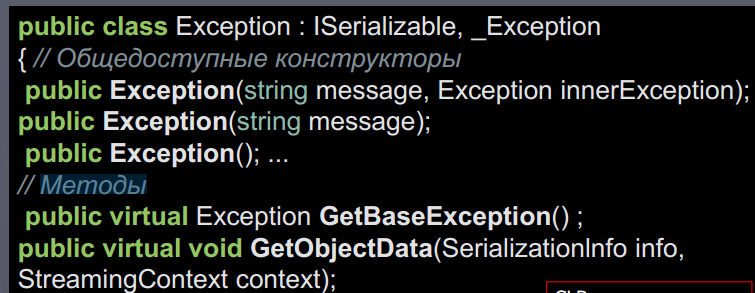 public class Exception : ISerializable, _Exception
{ // Общедоступные конструкторы
public Exception(string message, Exception innerException);
public Exception(string message);
public Exception(); ...
// Методы
public virtual Exception GetBaseException() ;
public virtual void GetObjectData(SerializationInfo info,
StreamingContext context);